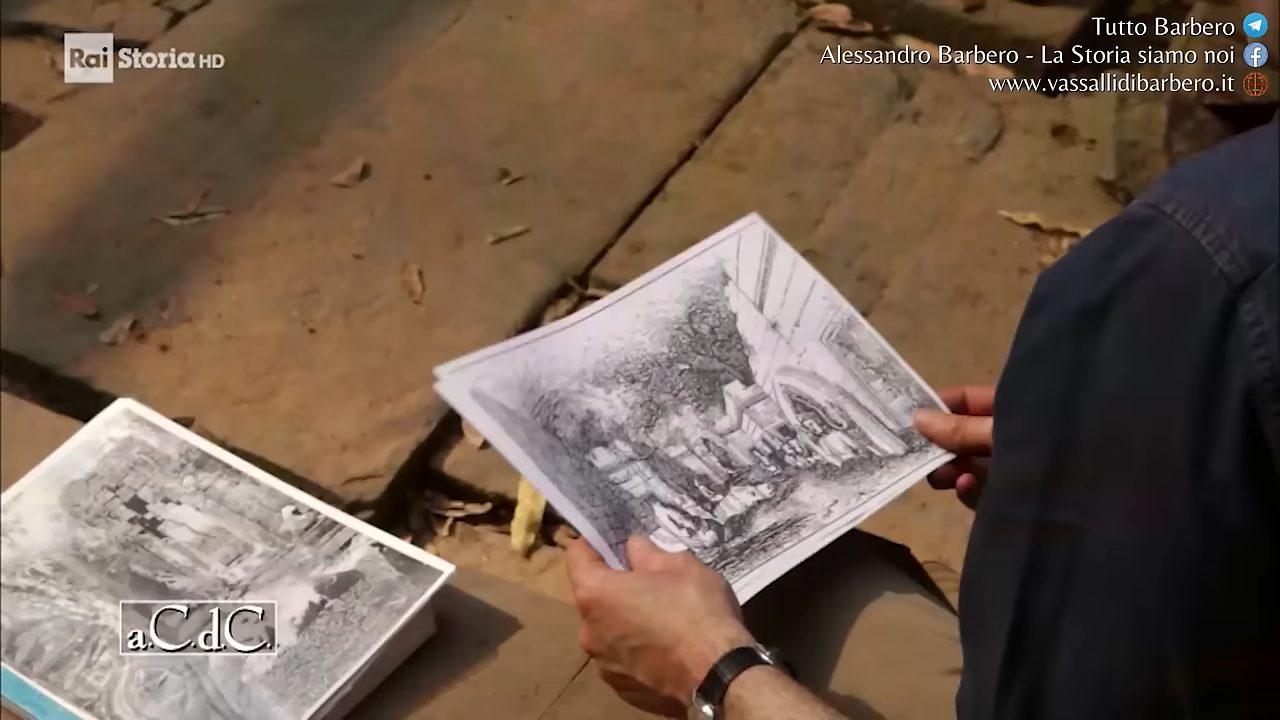 Rai Storia HD
Tutto Barbero
Alessandro Barbero - La Storia siamo noi
www.vassallidibarbero.it
a.C.d.C.